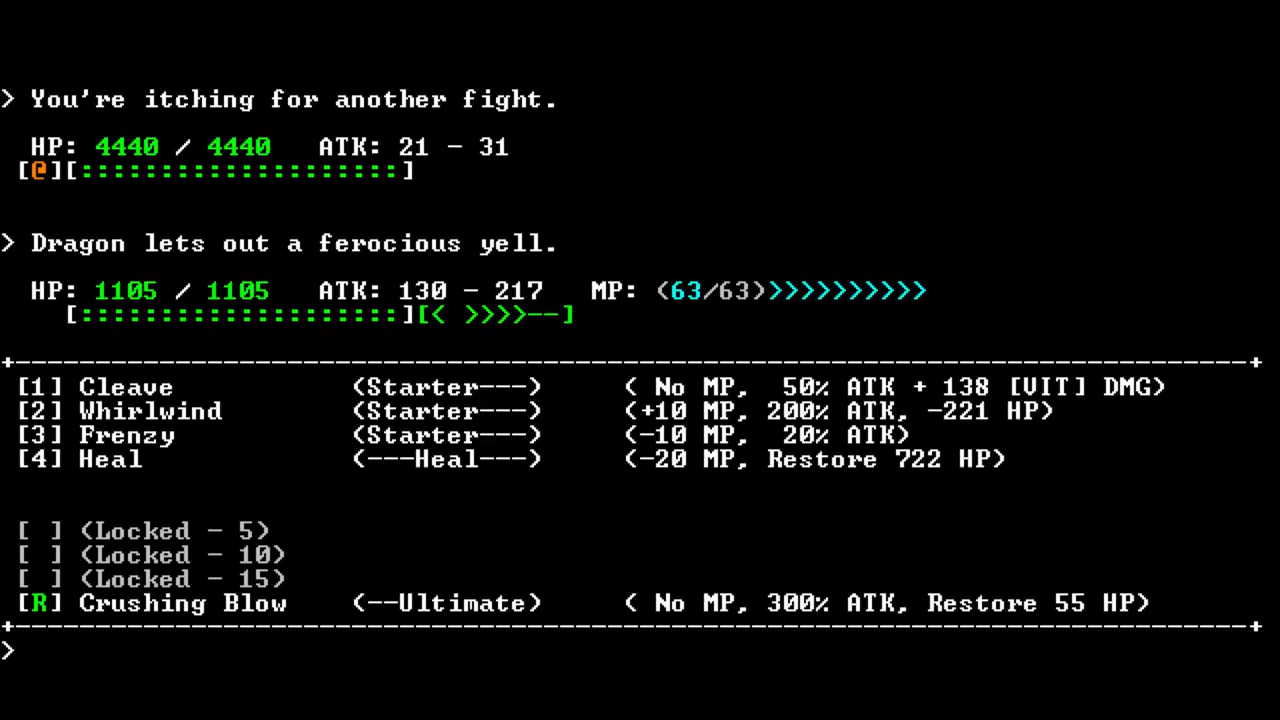 > You're itching for another fight.
HP: 4440 / 4440   ATK: 21 - 31
[@][::::::::::::::::::::]
> Dragon lets out a ferocious yell.
HP: 1105 / 1105   ATK: 130 - 217   MP: (63/63)>>>>>>>>>>
[::::::::::::::::::::][< >>>>--]
+------------------------------------------------------------------------------+
[1] Cleave           (Starter---)     ( No MP,  50% ATK + 138 [VIT] DMG)
[2] Whirlwind        (Starter---)     (+10 MP, 200% ATK, -221 HP)
[3] Frenzy           (Starter---)     (-10 MP,  20% ATK)
[4] Heal             (---Heal---)     (-20 MP, Restore 722 HP)
[ ] (Locked - 5)
[ ] (Locked - 10)
[ ] (Locked - 15)
[R] Crushing Blow    (--Ultimate)     ( No MP, 300% ATK, Restore 55 HP)
+------------------------------------------------------------------------------+
>